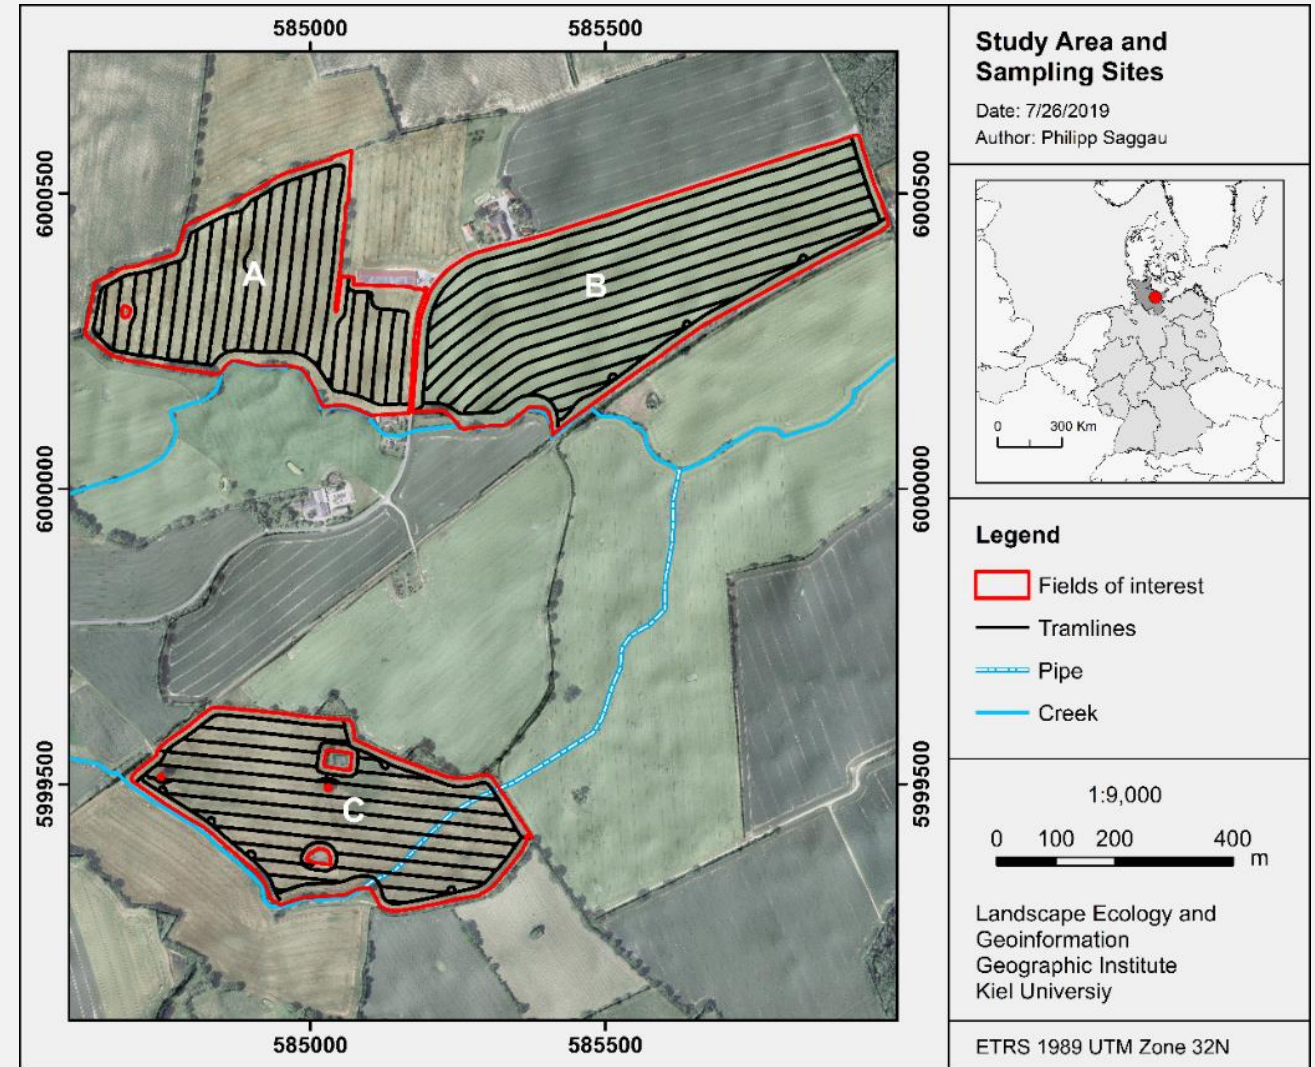 585000
585500
6000500
6000500
A
B
6000000
6000000
5999500
5999500
C
585000
585500
Study Area and
Sampling Sites
Date: 7/26/2019
Author: Philipp Saggau
0
300 Km
Legend
Fields of interest
Tramlines
Pipe
Creek
1:9,000
0 100 200 400
m
Landscape Ecology and
Geoinformation
Geographic Institute
Kiel Universiy
ETRS 1989 UTM Zone 32N